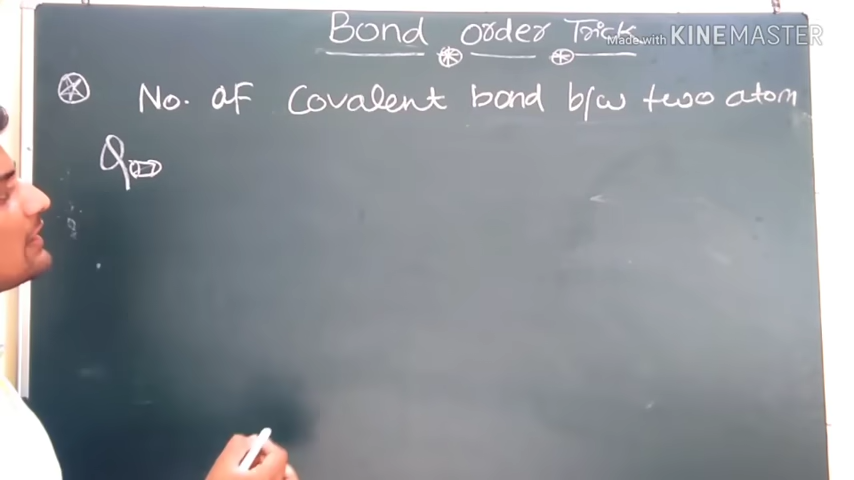 Bond order Trick
Made with KINEMASTER
No. of Covalent bond b/w two atom
Q